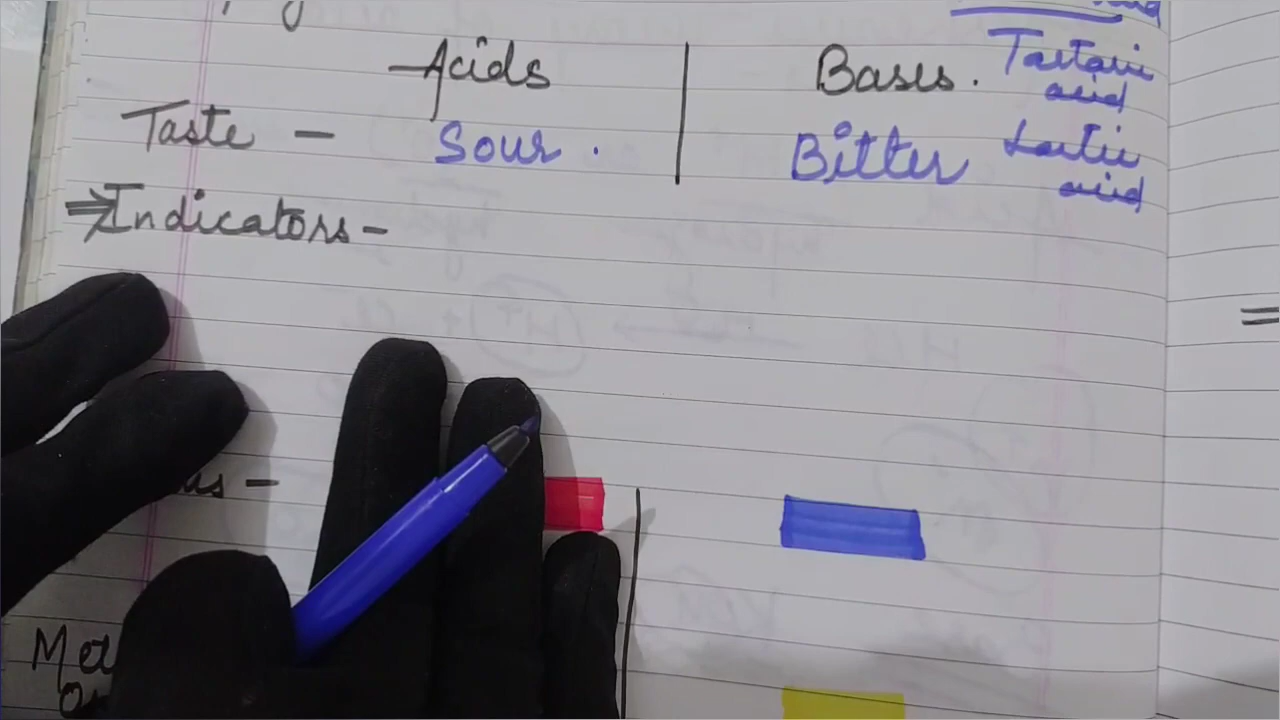 Acids Bases. Tartaric
acid
Taste - Sour. Bitter Lactic
acid
⇒Indicators-